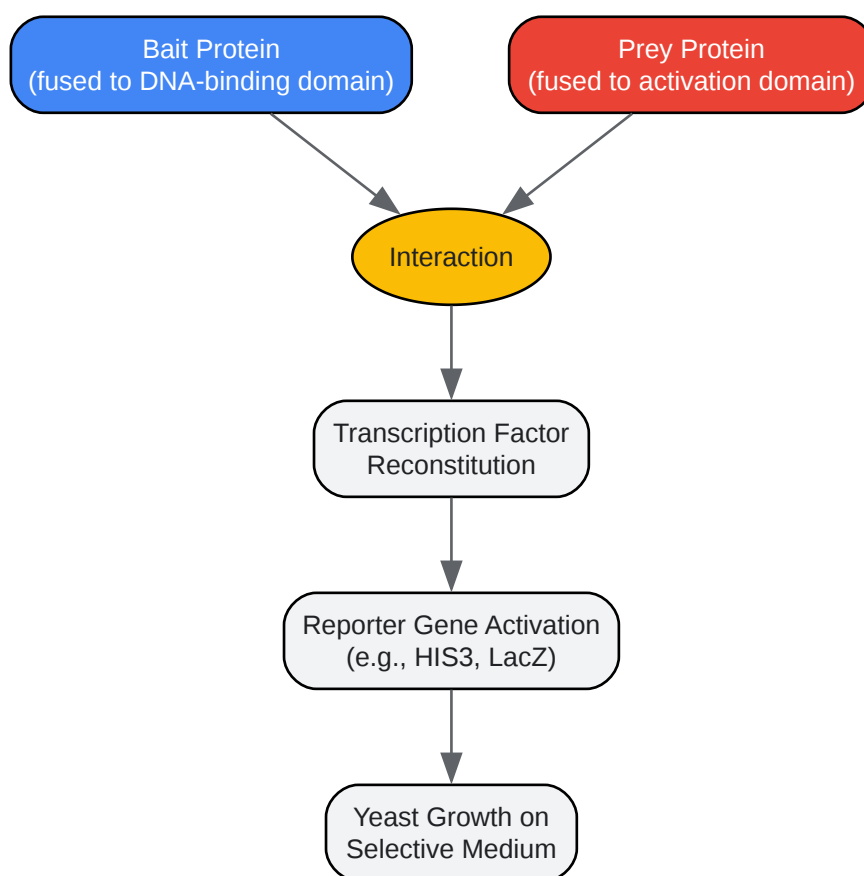 Bait Protein
(fused to DNA-binding domain)
Prey Protein
(fused to activation domain)
Interaction
Transcription Factor
Reconstitution
Reporter Gene Activation
(e.g., HIS3, LacZ)
Yeast Growth on
Selective Medium